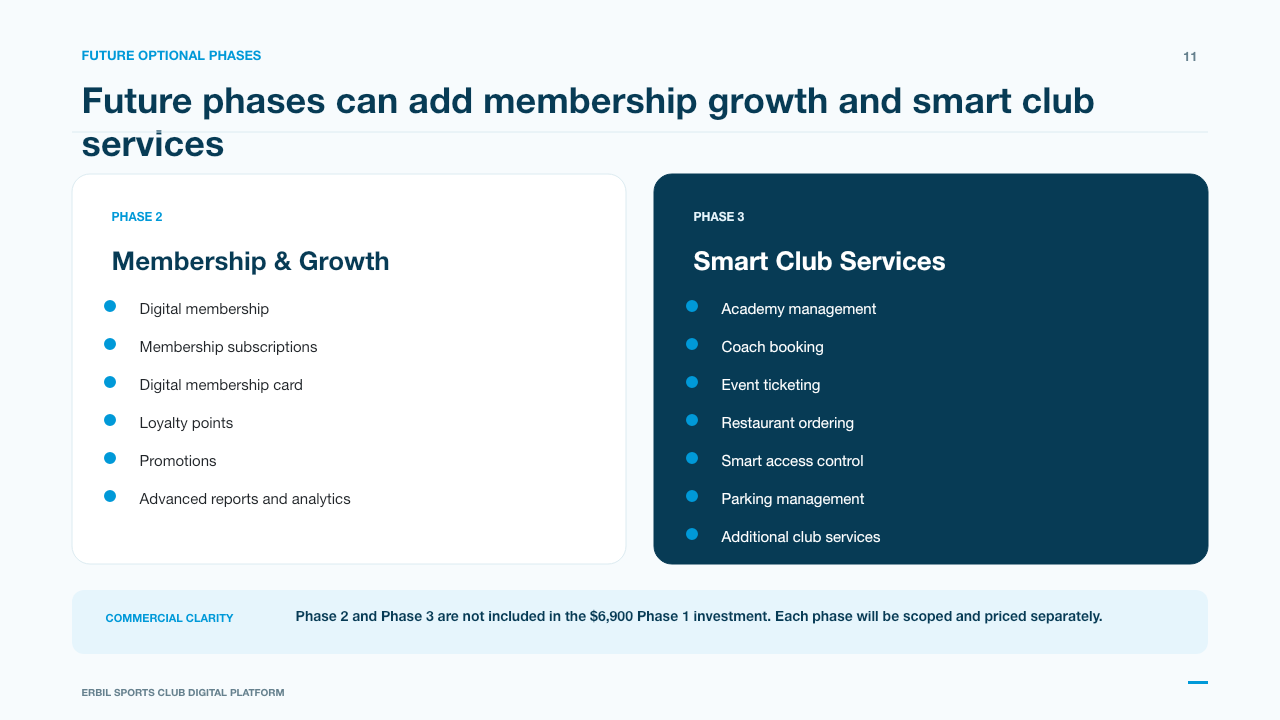 FUTURE OPTIONAL PHASES
11
Future phases can add membership growth and smart club
services
PHASE 2
Membership & Growth
Digital membership
Membership subscriptions
Digital membership card
Loyalty points
Promotions
Advanced reports and analytics
PHASE 3
Smart Club Services
Academy management
Coach booking
Event ticketing
Restaurant ordering
Smart access control
Parking management
Additional club services
COMMERCIAL CLARITY
Phase 2 and Phase 3 are not included in the $6,900 Phase 1 investment. Each phase will be scoped and priced separately.
ERBIL SPORTS CLUB DIGITAL PLATFORM